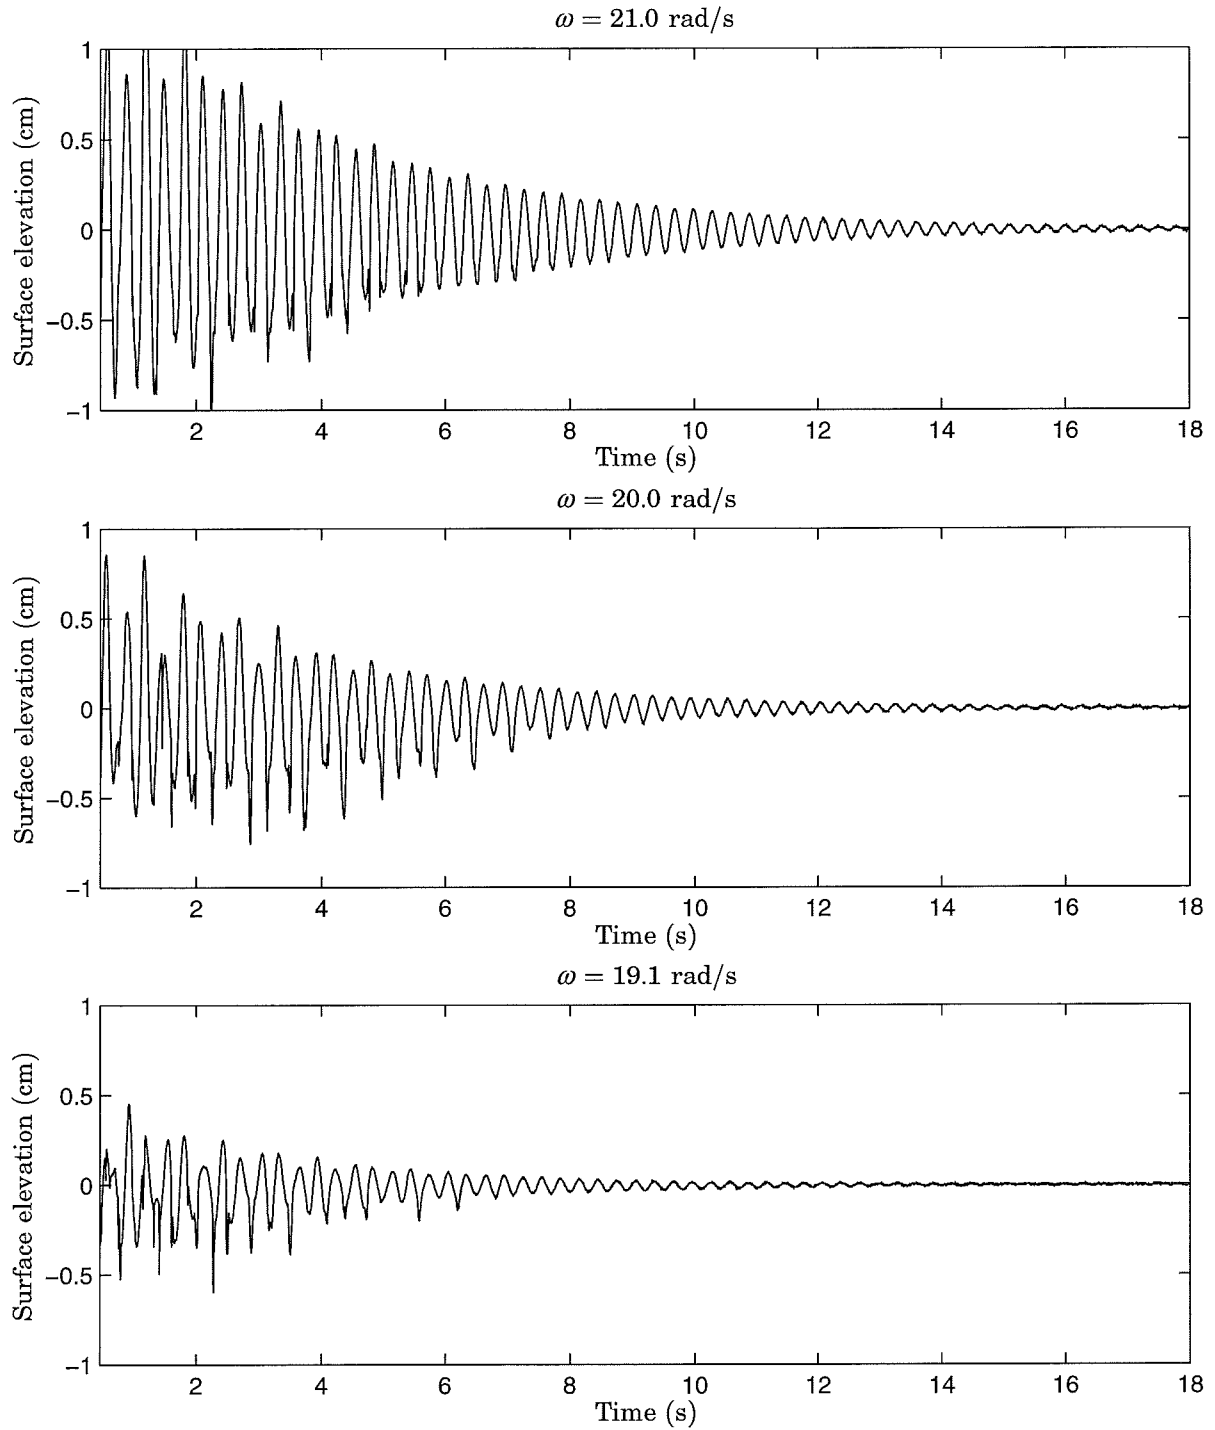 ω = 21.0 rad/s
1
0.5
0
−0.5
−1
Surface elevation (cm)
2 4 6 8 10 12 14 16 18
Time (s)
ω = 20.0 rad/s
1
0.5
0
−0.5
−1
Surface elevation (cm)
2 4 6 8 10 12 14 16 18
Time (s)
ω = 19.1 rad/s
1
0.5
0
−0.5
−1
Surface elevation (cm)
2 4 6 8 10 12 14 16 18
Time (s)